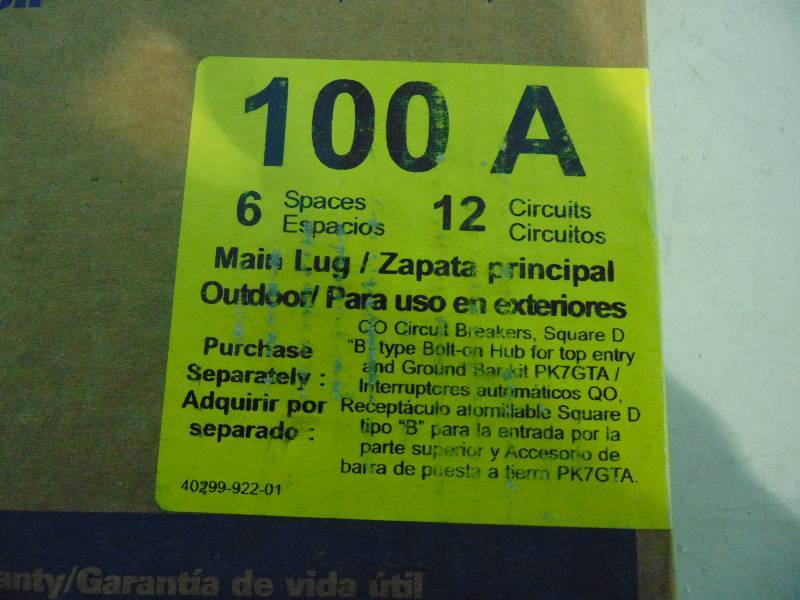 100 A
6 Spaces 12 Circuits
Espacios Circuitos
Main Lug / Zapata principal
Outdoor/ Para uso en exteriores
Purchase
Separately :
Adquirir por
separado :
QO Circuit Breakers, Square D
"B" type Bolt-on Hub for top entry
and Ground Bar kit PK7GTA /
Interruptores automáticos QO,
Receptáculo atornillable Square D
tipo "B" para la entrada por la
parte superior y Accesorio de
barra de puesta a tierra PK7GTA.
40299-922-01
anty/Garantía de vida útil